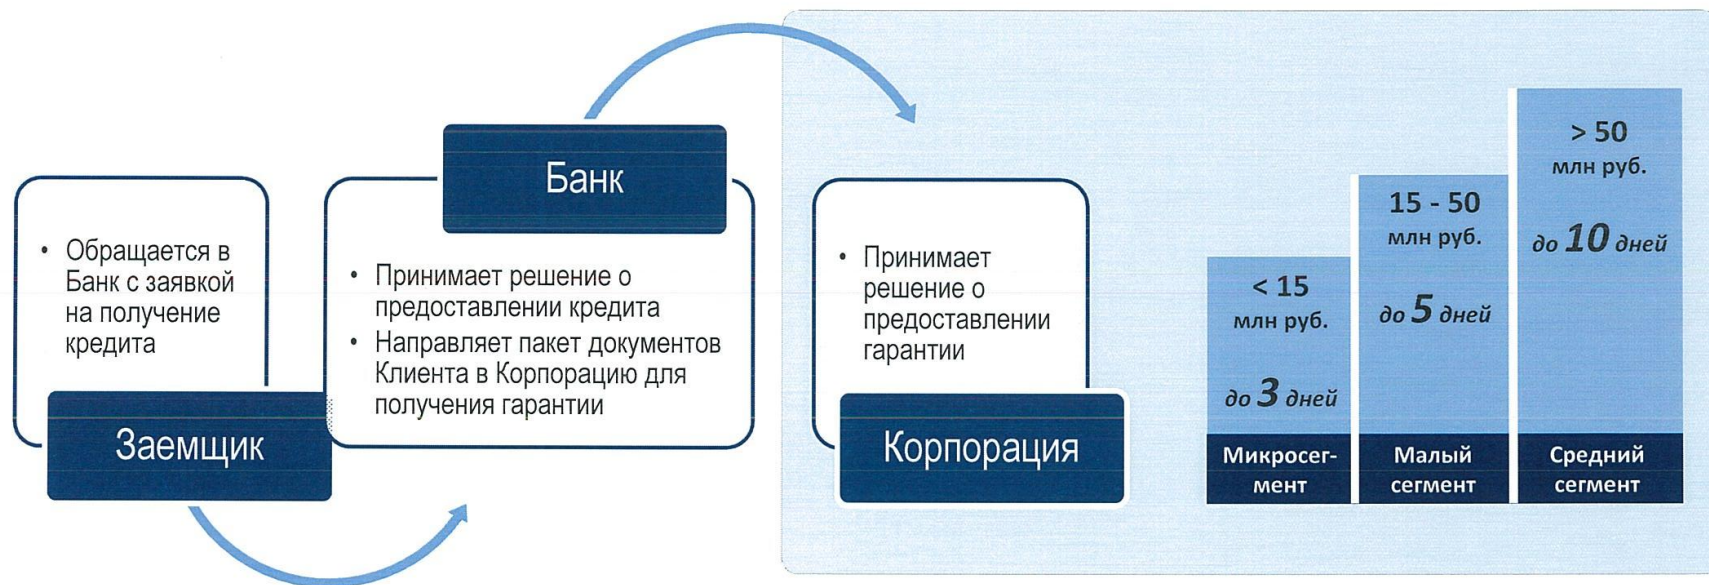 • Обращается в
Банк с заявкой
на получение
кредита
Заемщик
Банк
• Принимает решение о
предоставлении кредита
• Направляет пакет документов
Клиента в Корпорацию для
получения гарантии
• Принимает
решение о
предоставлении
гарантии
Корпорация
< 15
млн руб.
до 3 дней
Микросег-
мент
15 - 50
млн руб.
до 5 дней
Малый
сегмент
> 50
млн руб.
до 10 дней
Средний
сегмент